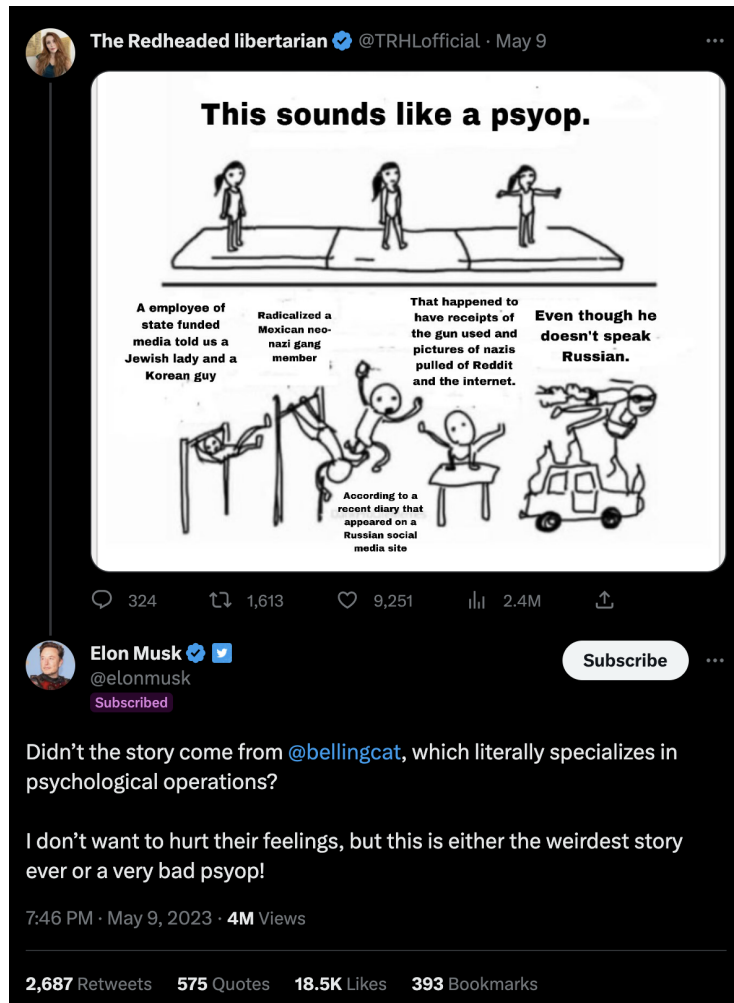 The Redheaded libertarian @TRHLofficial · May 9
This sounds like a psyop.
A employee of
state funded
media told us a
Jewish lady and a
Korean guy
Radicalized a
Mexican neo-
nazi gang
member
According to a
recent diary that
appeared on a
Russian social
media site
That happened to
have receipts of
the gun used and
pictures of nazis
pulled of Reddit
and the internet.
Even though he
doesn't speak
Russian.
324 1,613 9,251 2.4M
Elon Musk
@elonmusk
Subscribed
Subscribe
Didn’t the story come from @bellingcat, which literally specializes in
psychological operations?
I don’t want to hurt their feelings, but this is either the weirdest story
ever or a very bad psyop!
7:46 PM · May 9, 2023 · 4M Views
2,687 Retweets 575 Quotes 18.5K Likes 393 Bookmarks